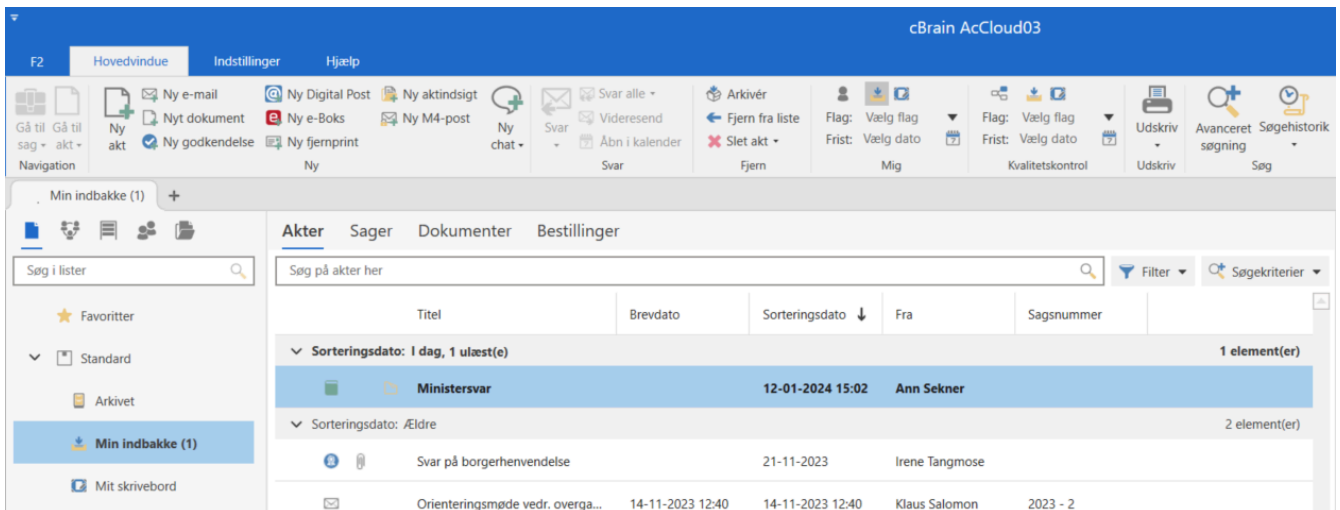 cBrain AcCloud03
F2 Hovedvindue Indstillinger Hjælp
Ny e-mail Ny Digital Post Ny aktindsigt Svar alle Arkivér
Gå til sag Gå til akt Ny akt Nyt dokument Ny e-Boks Ny M4-post Ny chat Svar Videresend Fjern fra liste Flag: Vælg flag Flag: Vælg flag Udskriv Avanceret søgning Søgehistorik
Ny godkendelse Ny fjernprint Åbn i kalender Slet akt Frist: Vælg dato Frist: Vælg dato
Navigation Ny Svar Fjern Mig Kvalitetskontrol Udskriv Søg
Min indbakke (1) +
Akter Sager Dokumenter Bestillinger
Søg i lister Søg på akter her Filter Søgekriterier
Favoritter Titel Brevdato Sorteringsdato Fra Sagsnummer
Standard Sorteringsdato: I dag, 1 ulæst(e) 1 element(er)
Arkivet Ministersvar 12-01-2024 15:02 Ann Sekner
Min indbakke (1) Sorteringsdato: Ældre 2 element(er)
Svar på borgerhenvendelse 21-11-2023 Irene Tangmose
Mit skrivebord Orienteringsmøde vedr. overga... 14-11-2023 12:40 14-11-2023 12:40 Klaus Salomon 2023 - 2